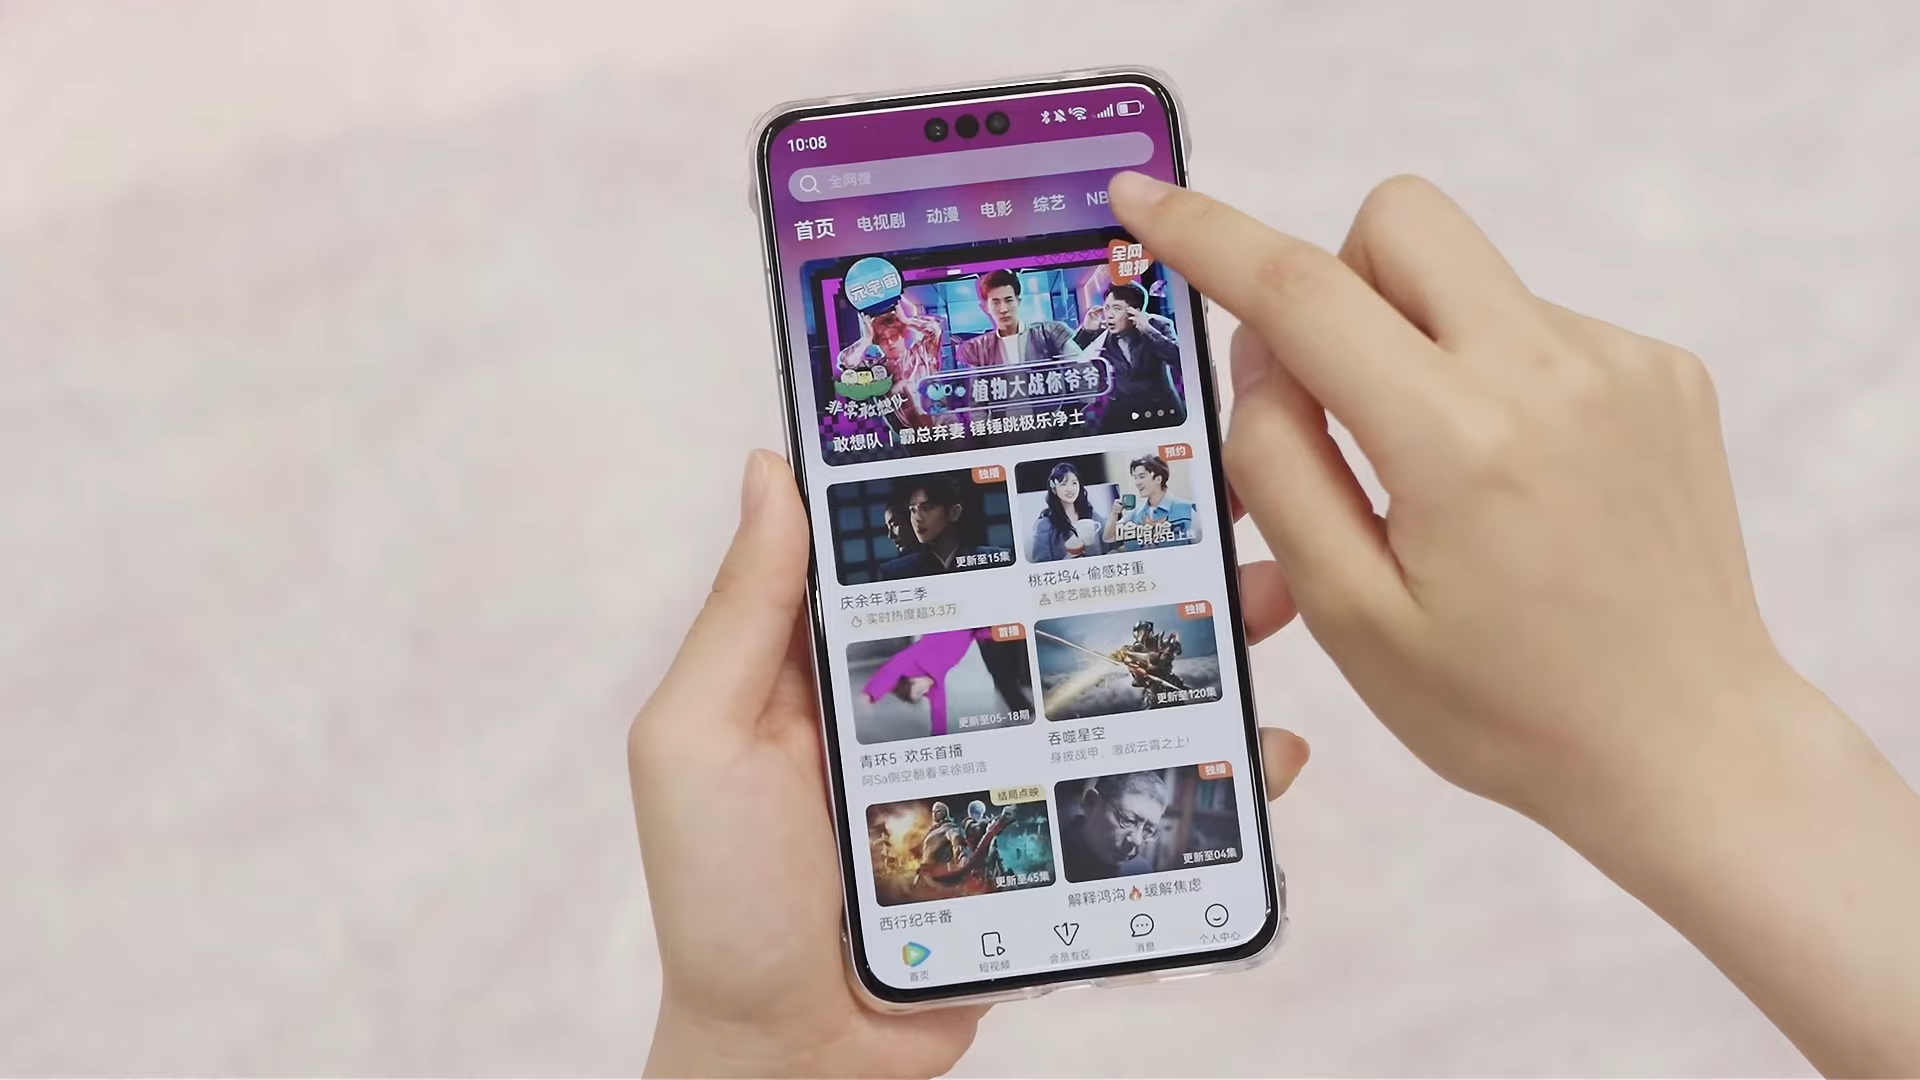 10:08
全网搜
首页 电视剧 动漫 电影 综艺 NB
元宇宙
全网
独播
植物大战你爷爷
非常敢想队
敢想队 | 霸总弃妻 锤锤跳极乐净土
独播
更新至15集
庆余年第二季
实时热度超3.3万
预约
哈哈哈
5月25日上线
桃花坞4·偷感好重
综艺飙升榜第3名
首播
更新至05-18期
青环5·欢乐首播
阿Sa侧空翻看呆徐明浩
独播
更新至120集
吞噬星空
身披战甲，激战云霄之上!
结局点映
更新至45集
西行纪年番
独播
更新至04集
解释鸿沟🔥缓解焦虑
首页 短视频 会员专区 消息 个人中心